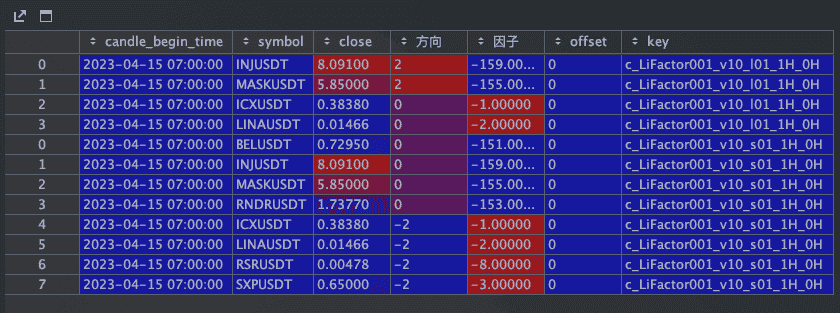 candle_begin_time symbol close 方向 因子 offset key
0 2023-04-15 07:00:00 INJUSDT 8.09100 2 -159.00... 0 c_LiFactor001_v10_l01_1H_0H
1 2023-04-15 07:00:00 MASKUSDT 5.85000 2 -155.00... 0 c_LiFactor001_v10_l01_1H_0H
2 2023-04-15 07:00:00 ICXUSDT 0.38380 0 -1.00000 0 c_LiFactor001_v10_l01_1H_0H
3 2023-04-15 07:00:00 LINAUSDT 0.01466 0 -2.00000 0 c_LiFactor001_v10_l01_1H_0H
0 2023-04-15 07:00:00 BELUSDT 0.72950 0 -151.00... 0 c_LiFactor001_v10_s01_1H_0H
1 2023-04-15 07:00:00 INJUSDT 8.09100 0 -159.00... 0 c_LiFactor001_v10_s01_1H_0H
2 2023-04-15 07:00:00 MASKUSDT 5.85000 0 -155.00... 0 c_LiFactor001_v10_s01_1H_0H
3 2023-04-15 07:00:00 RNDRUSDT 1.73770 0 -153.00... 0 c_LiFactor001_v10_s01_1H_0H
4 2023-04-15 07:00:00 ICXUSDT 0.38380 -2 -1.00000 0 c_LiFactor001_v10_s01_1H_0H
5 2023-04-15 07:00:00 LINAUSDT 0.01466 -2 -2.00000 0 c_LiFactor001_v10_s01_1H_0H
6 2023-04-15 07:00:00 RSRUSDT 0.00478 -2 -8.00000 0 c_LiFactor001_v10_s01_1H_0H
7 2023-04-15 07:00:00 SXPUSDT 0.65000 -2 -3.00000 0 c_LiFactor001_v10_s01_1H_0H